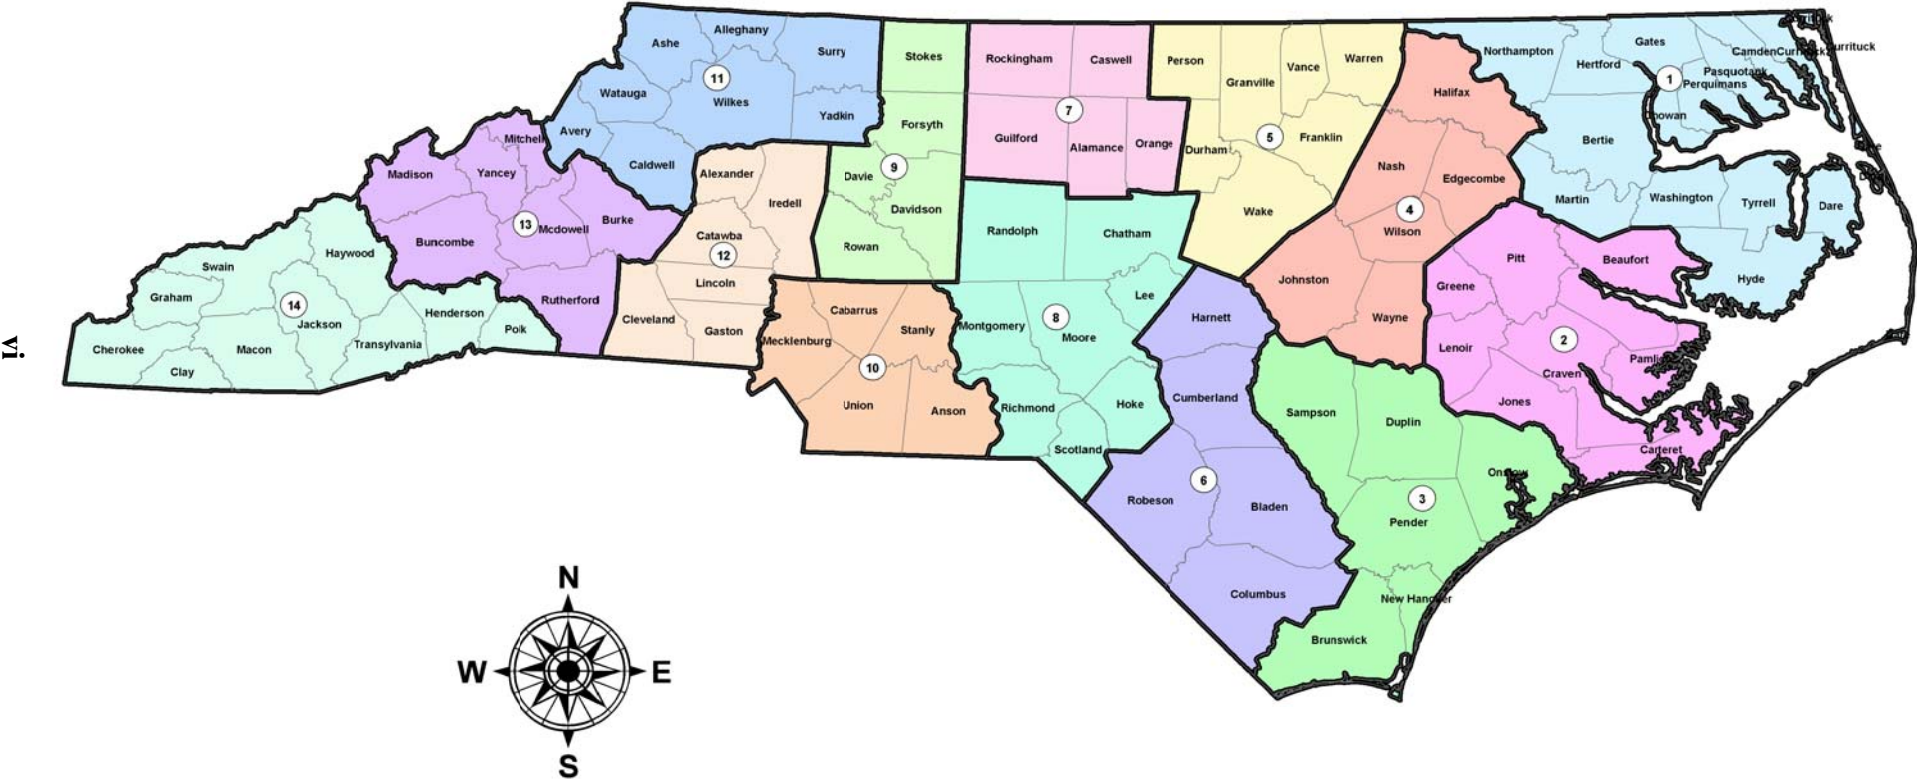 Ashe
Alleghany
Surry
11
Watauga
Wilkes
Yadkin
Avery
Caldwell
Stokes
Forsyth
9
Davie
Davidson
Rowan
Rockingham
Caswell
7
Guilford
Alamance
Orange
Person
Granville
Vance
Warren
5
Franklin
Durham
Wake
Halifax
Nash
Edgecombe
4
Wilson
Johnston
Wayne
Northampton
Gates
Hertford
1
Camden
Currituck
Currituck
Pasquotank
Perquimans
Chowan
Bertie
Martin
Washington
Tyrrell
Dare
Hyde
Mitchell
Madison
Yancey
13
Mcdowell
Burke
Buncombe
Rutherford
Alexander
Iredell
Catawba
12
Lincoln
Cleveland
Gaston
Haywood
Swain
Graham
14
Jackson
Henderson
Polk
Transylvania
Cherokee
Macon
Clay
Cabarrus
Stanly
Mecklenburg
10
Union
Anson
Randolph
Chatham
Lee
Montgomery
8
Moore
Richmond
Hoke
Scotland
Harnett
Cumberland
6
Robeson
Bladen
Columbus
Pitt
Beaufort
Greene
2
Lenoir
Craven
Pamlico
Jones
Carteret
Sampson
Duplin
Onslow
3
Pender
New Hanover
Brunswick
vi
N
W
E
S